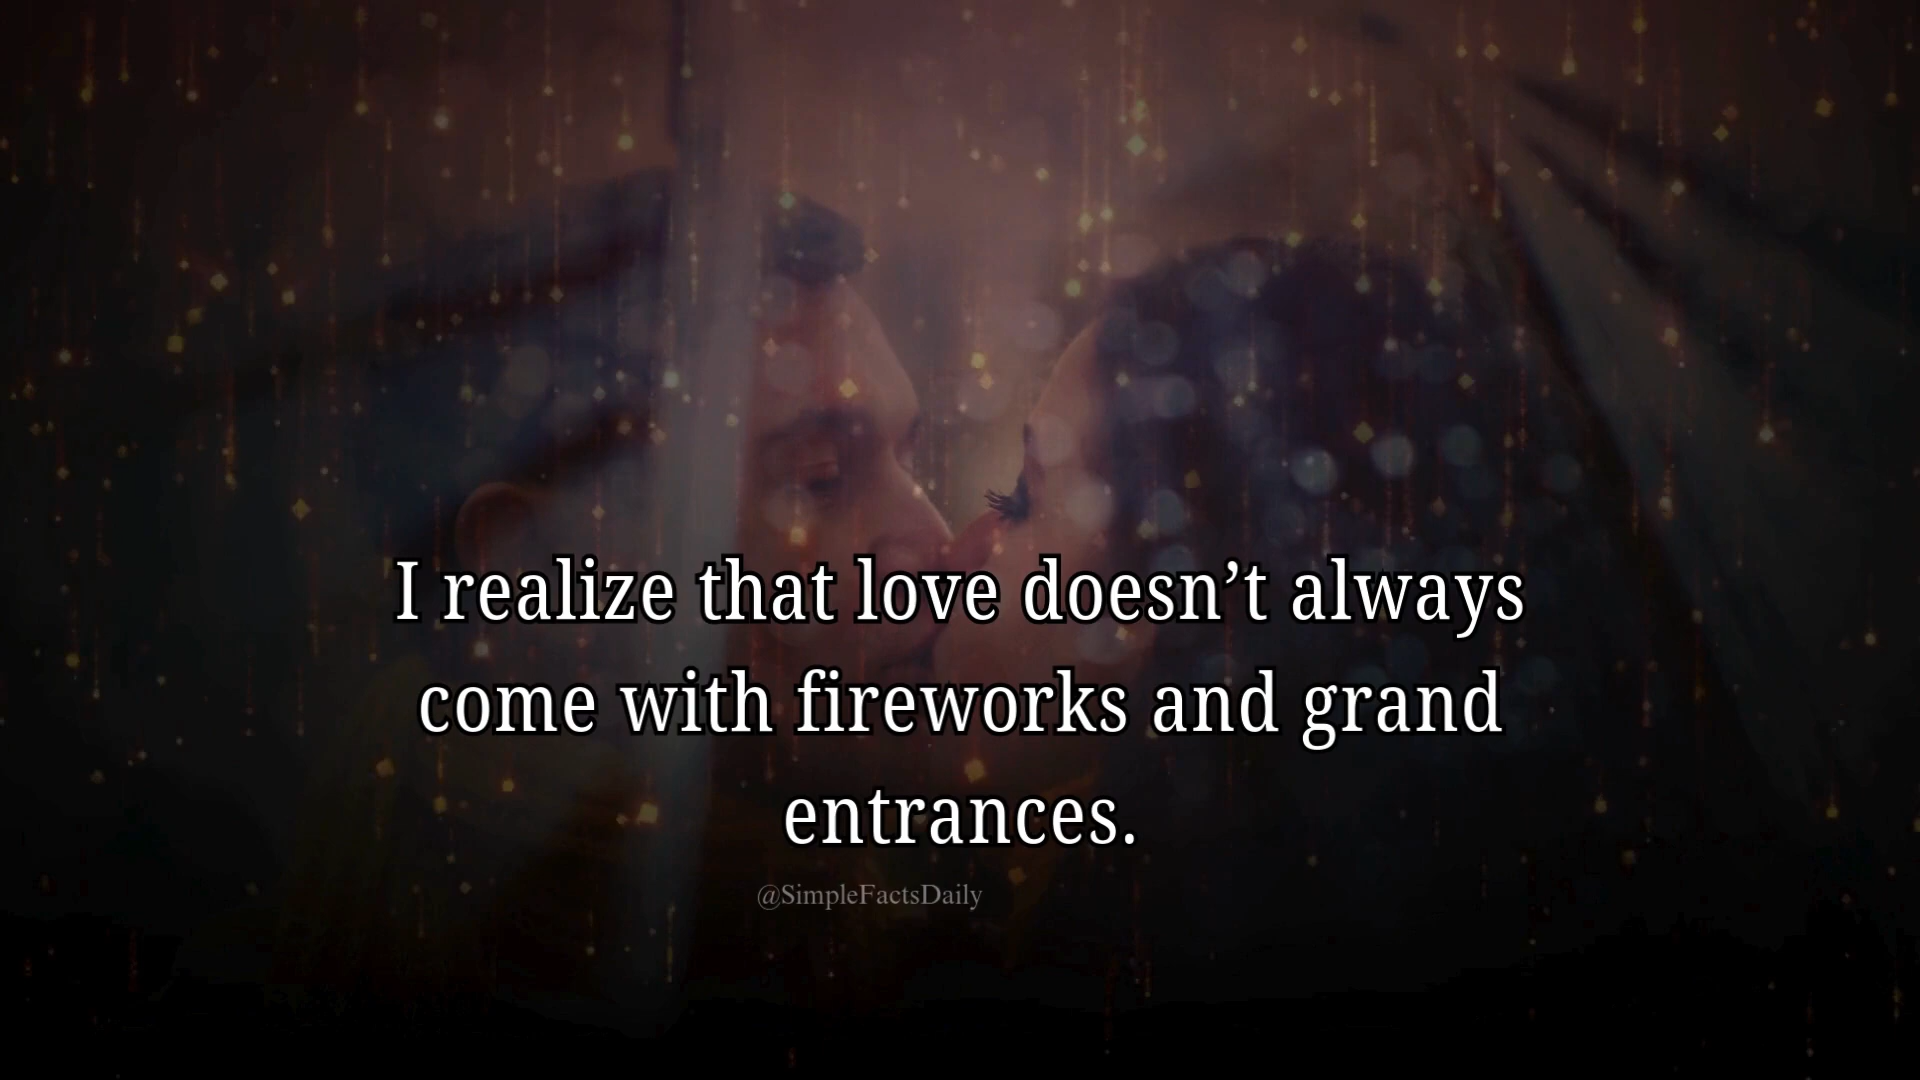 I realize that love doesn’t always
come with fireworks and grand
entrances.
@SimpleFactsDaily